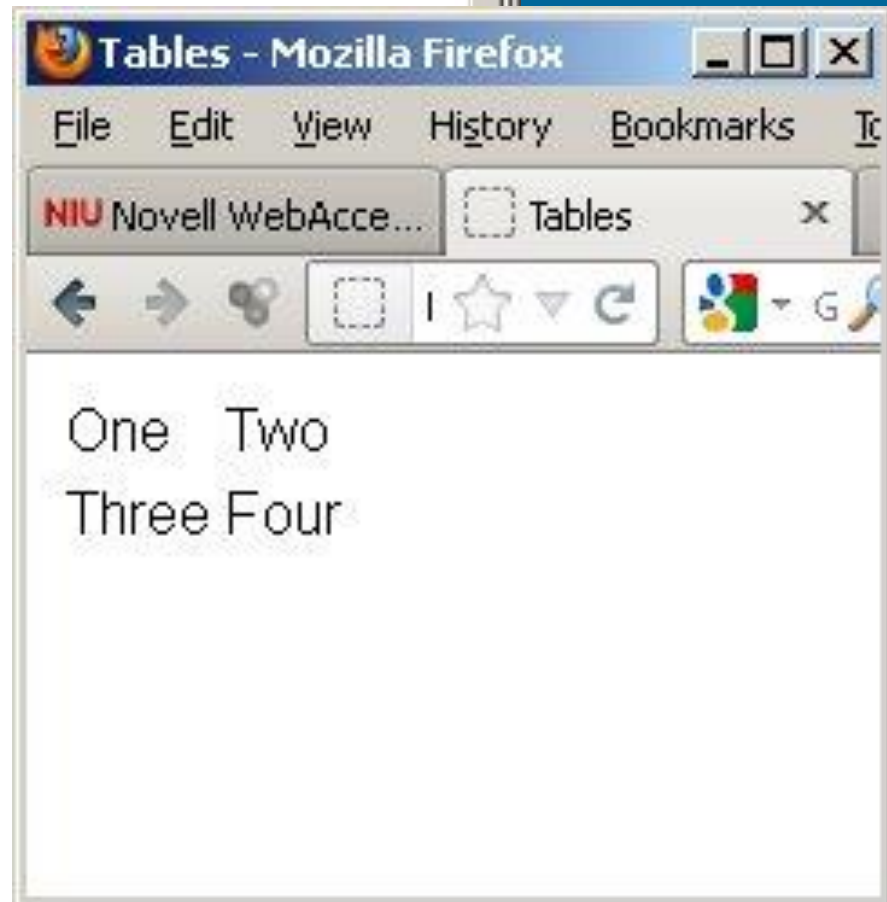 Tables - Mozilla Firefox
File Edit View History Bookmarks
NIU Novell WebAcce... Tables
G
One Two
Three Four